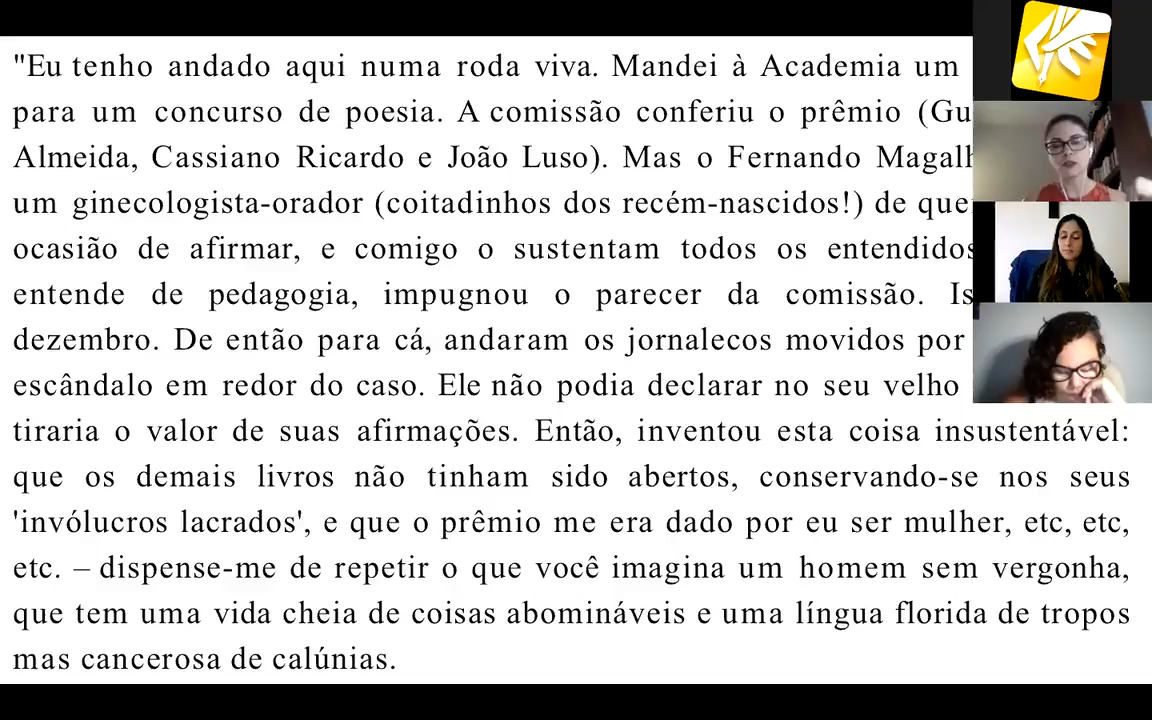 "Eu tenho andado aqui numa roda viva. Mandei à Academia um
para um concurso de poesia. A comissão conferiu o prêmio
Almeida, Cassiano Ricardo e João Luso). Mas o Fernando
um ginecologista-orador (coitadinhos dos recém-nascidos!) de
ocasião de afirmar, e comigo o sustentam todos os entendidos
entende de pedagogia, impugnou o parecer da comissão.
dezembro. De então para cá, andaram os jornalecos movidos por
escândalo em redor do caso. Ele não podia declarar no seu velho
tiraria o valor de suas afirmações. Então, inventou esta coisa insustentável:
que os demais livros não tinham sido abertos, conservando-se nos seus
'invólucros lacrados', e que o prêmio me era dado por eu ser mulher, etc, etc,
etc. – dispense-me de repetir o que você imagina um homem sem vergonha,
que tem uma vida cheia de coisas abomináveis e uma língua florida de tropos
mas cancerosa de calúnias.